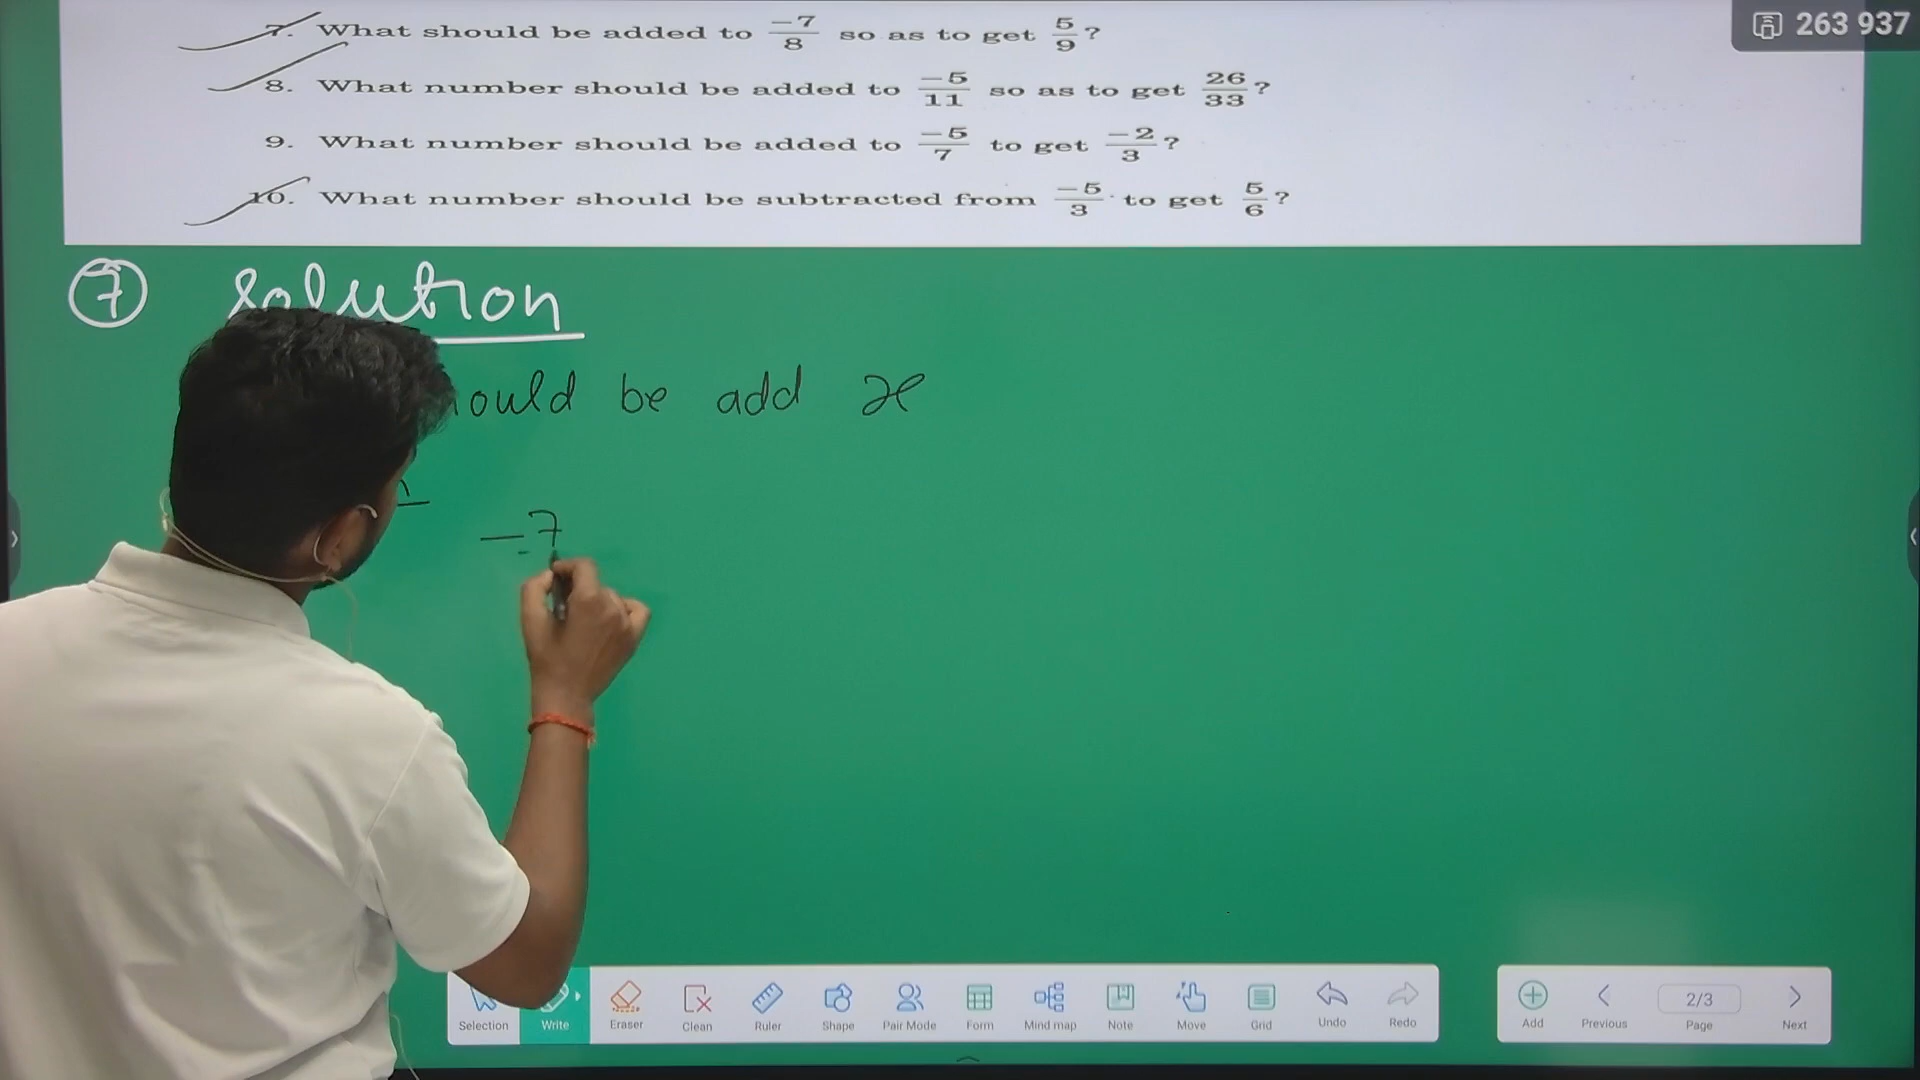 263 937
7. What should be added to -7/8 so as to get 5/9?
8. What number should be added to -5/11 so as to get 26/33?
9. What number should be added to -5/7 to get -2/3?
10. What number should be subtracted from -5/3 to get 5/6?
7 Solution
ould be add x
-7
Selection Write Eraser Clean Ruler Shape Pair Mode Form Mind map Note Move Grid Undo Redo
Add Previous 2/3 Page Next